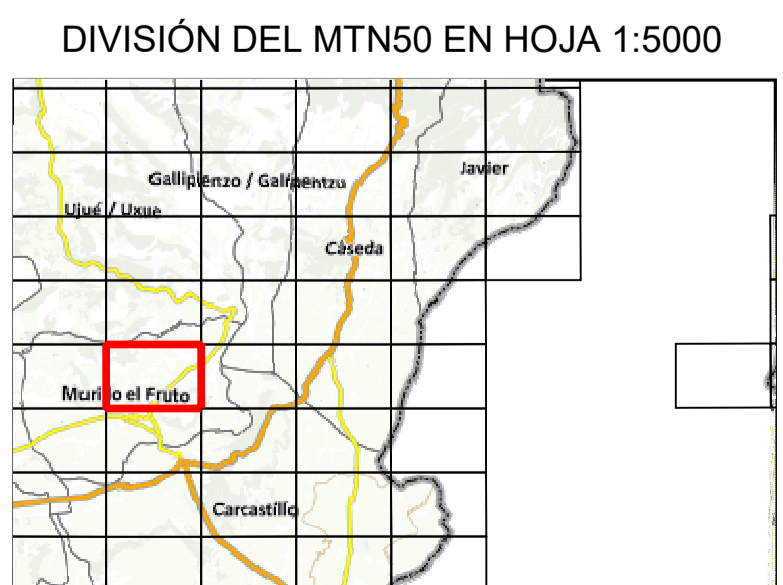 DIVISIÓN DEL MTN50 EN HOJA 1:5000
Javier
Gallipienzo / Galipentzu
Ujué / Uxue
Cáseda
Murillo el Fruto
Carcastillo